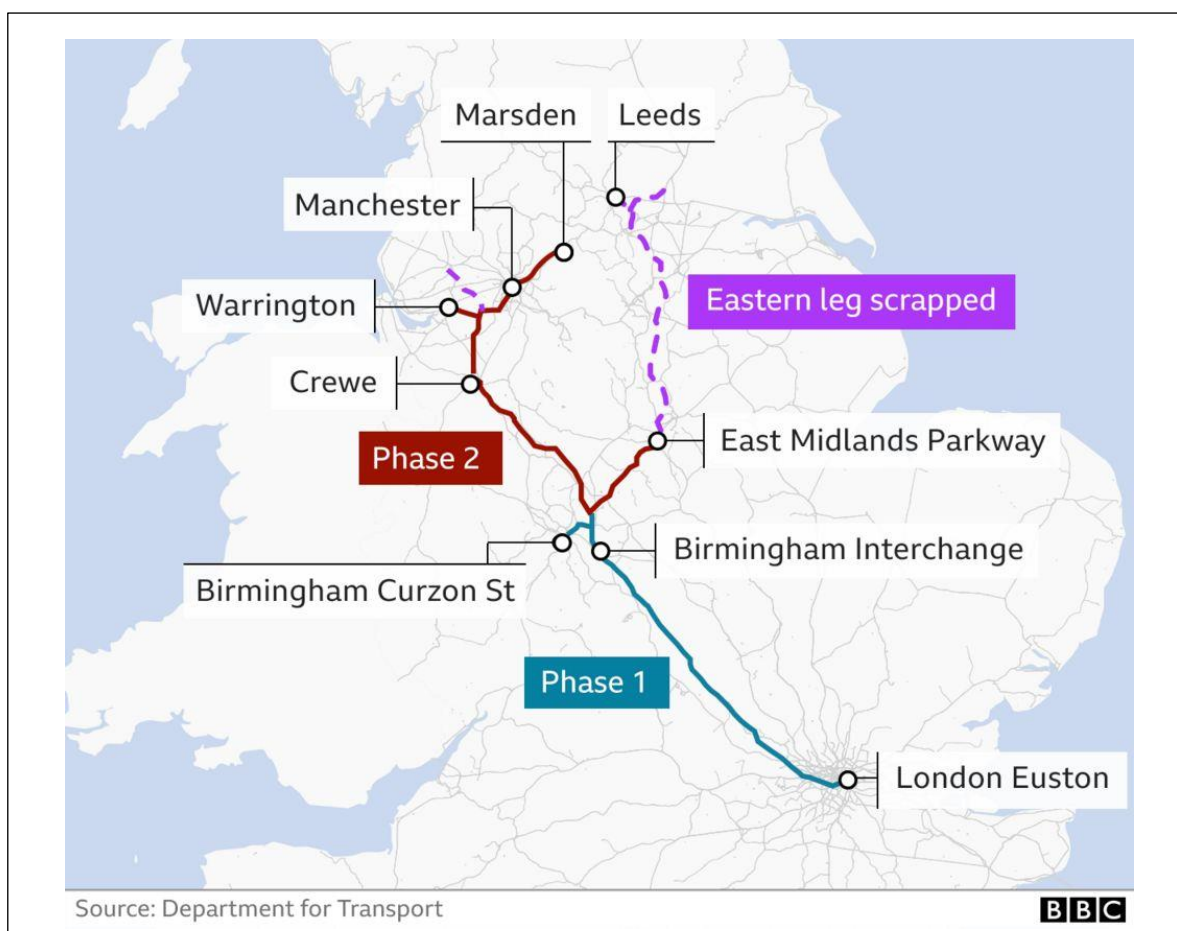 Marsden
Leeds
Manchester
Warrington
Eastern leg scrapped
Crewe
Phase 2
East Midlands Parkway
Birmingham Interchange
Birmingham Curzon St
Phase 1
London Euston
Source: Department for Transport
BBC